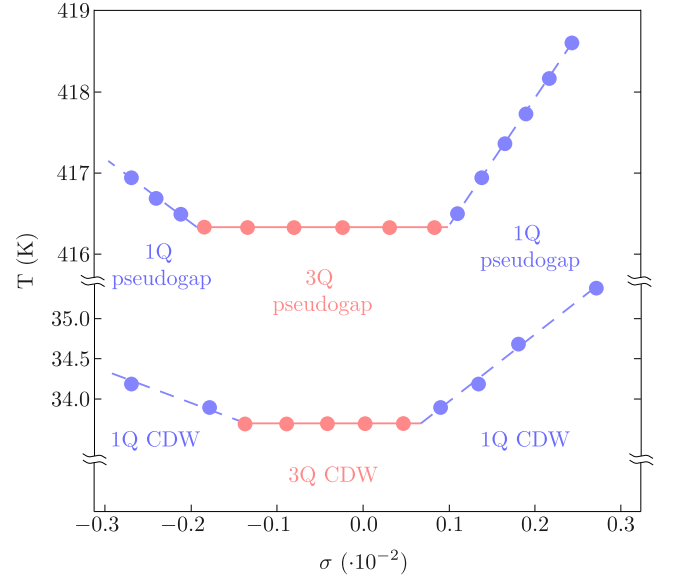 419
418
417
416
35.0
34.5
34.0
T (K)
1Q
pseudogap
3Q
pseudogap
1Q
pseudogap
1Q CDW
3Q CDW
1Q CDW
−0.3 −0.2 −0.1 0.0 0.1 0.2 0.3
σ (·10⁻²)